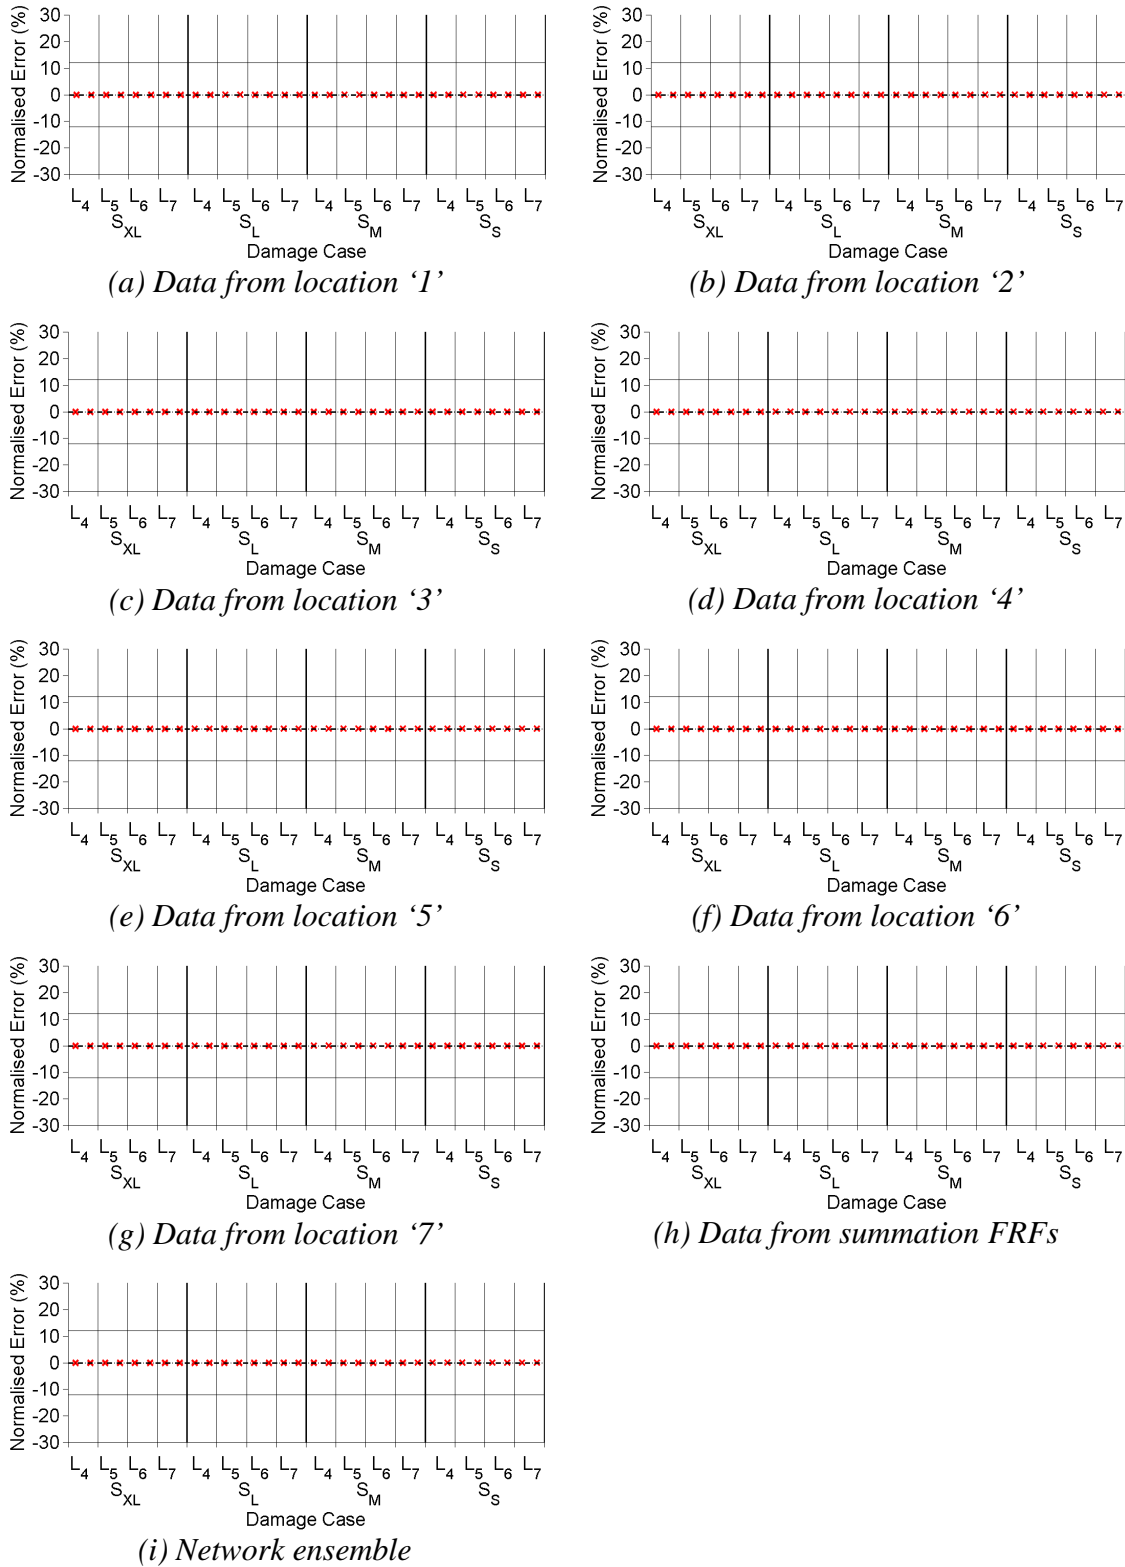 Normalised Error (%)
30
20
10
0
-10
-20
-30
L4 L5 L6 L7 L4 L5 L6 L7 L4 L5 L6 L7 L4 L5 L6 L7
SXL SL SM SS
Damage Case
(a) Data from location ‘1’
Normalised Error (%)
30
20
10
0
-10
-20
-30
L4 L5 L6 L7 L4 L5 L6 L7 L4 L5 L6 L7 L4 L5 L6 L7
SXL SL SM SS
Damage Case
(b) Data from location ‘2’
Normalised Error (%)
30
20
10
0
-10
-20
-30
L4 L5 L6 L7 L4 L5 L6 L7 L4 L5 L6 L7 L4 L5 L6 L7
SXL SL SM SS
Damage Case
(c) Data from location ‘3’
Normalised Error (%)
30
20
10
0
-10
-20
-30
L4 L5 L6 L7 L4 L5 L6 L7 L4 L5 L6 L7 L4 L5 L6 L7
SXL SL SM SS
Damage Case
(d) Data from location ‘4’
Normalised Error (%)
30
20
10
0
-10
-20
-30
L4 L5 L6 L7 L4 L5 L6 L7 L4 L5 L6 L7 L4 L5 L6 L7
SXL SL SM SS
Damage Case
(e) Data from location ‘5’
Normalised Error (%)
30
20
10
0
-10
-20
-30
L4 L5 L6 L7 L4 L5 L6 L7 L4 L5 L6 L7 L4 L5 L6 L7
SXL SL SM SS
Damage Case
(f) Data from location ‘6’
Normalised Error (%)
30
20
10
0
-10
-20
-30
L4 L5 L6 L7 L4 L5 L6 L7 L4 L5 L6 L7 L4 L5 L6 L7
SXL SL SM SS
Damage Case
(g) Data from location ‘7’
Normalised Error (%)
30
20
10
0
-10
-20
-30
L4 L5 L6 L7 L4 L5 L6 L7 L4 L5 L6 L7 L4 L5 L6 L7
SXL SL SM SS
Damage Case
(h) Data from summation FRFs
Normalised Error (%)
30
20
10
0
-10
-20
-30
L4 L5 L6 L7 L4 L5 L6 L7 L4 L5 L6 L7 L4 L5 L6 L7
SXL SL SM SS
Damage Case
(i) Network ensemble